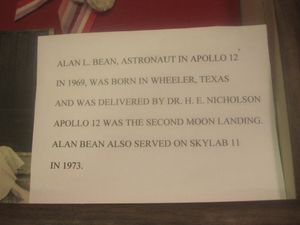 ALAN L. BEAN, ASTRONAUT IN APOLLO 12
IN 1969, WAS BORN IN WHEELER, TEXAS
AND WAS DELIVERED BY DR. H. E. NICHOLSON
APOLLO 12 WAS THE SECOND MOON LANDING.
ALAN BEAN ALSO SERVED ON SKYLAB 11
IN 1973.